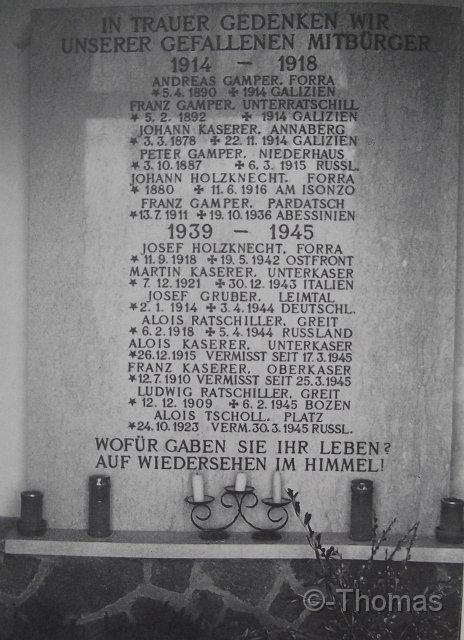 IN TRAUER GEDENKEN WIR
UNSERER GEFALLENEN MITBÜRGER
1914 – 1918
ANDREAS GAMPER. FORRA
★5.4. 1890 ✝ 1914 GALIZIEN
FRANZ GAMPER. UNTERRATSCHILL
★5. 2. 1892 ✝ 1914 GALIZIEN
JOHANN KASERER. ANNABERG
★3. 3. 1878 ✝ 22. 11. 1914 GALIZIEN
PETER GAMPER. NIEDERHAUS
★3. 10. 1887 ✝ 6. 3. 1915 RUSSL.
JOHANN HOLZKNECHT. FORRA
★ 1880 ✝ 11. 6. 1916 AM ISONZO
FRANZ GAMPER. PARDATSCH
★13. 7. 1911 ✝ 19. 10. 1936 ABESSINIEN
1939 – 1945
JOSEF HOLZKNECHT. FORRA
★11. 9. 1918 ✝ 19. 5. 1942 OSTFRONT
MARTIN KASERER. UNTERKASER
★ 7. 12. 1921 ✝ 30. 12. 1943 ITALIEN
JOSEF GRUBER. LEIMTAL
★2. 1. 1914 ✝ 3. 4. 1944 DEUTSCHL.
ALOIS RATSCHILLER. GREIT
★6. 2. 1918 ✝ 5. 4. 1944 RUSSLAND
ALOIS KASERER. UNTERKASER
★26. 12. 1915 VERMISST SEIT 17. 3. 1945
FRANZ KASERER. OBERKASER
★12. 7. 1910 VERMISST SEIT 25. 3. 1945
LUDWIG RATSCHILLER. GREIT
★ 12. 12. 1909 ✝ 6. 2. 1945 BOZEN
ALOIS TSCHOLL. PLATZ
★24. 10. 1923 VERM. 30. 3. 1945 RUSSL.
WOFÜR GABEN SIE IHR LEBEN?
AUF WIEDERSEHEN IM HIMMEL!
©-Thomas